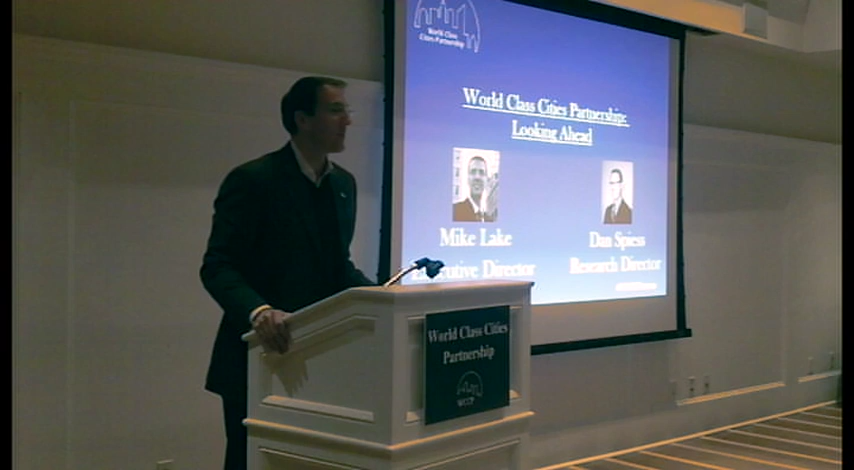 World Class
Cities Partnership
World Class Cities Partnership:
Looking Ahead
Mike Lake
Executive Director
Dan Spiess
Research Director
World Class Cities
Partnership
WCCP